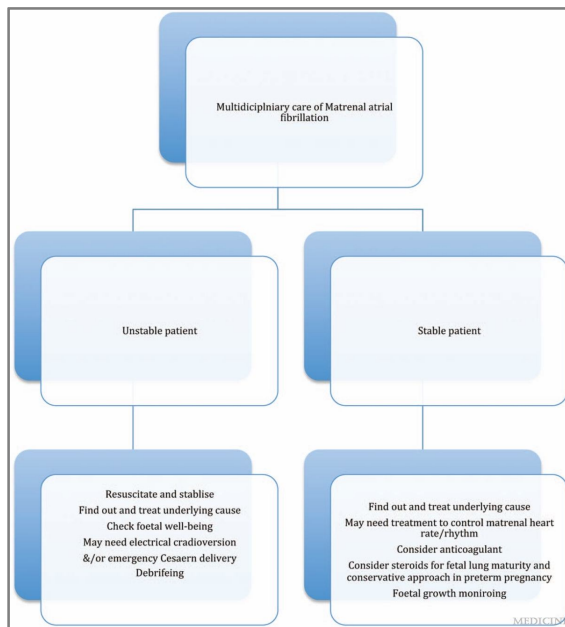 Multidiciplniary care of Matrenal atrial
fibrillation
Unstable patient
Stable patient
Resuscitate and stablise
Find out and treat underlying cause
Check foetal well-being
May need electrical cradioversion
&/or emergency Cesaern delivery
Debrifeing
Find out and treat underlying cause
May need treatment to control matrenal heart
rate/rhythm
Consider anticoagulant
Consider steroids for fetal lung maturity and
conservative approach in preterm pregnancy
Foetal growth moniroing
MEDICINE